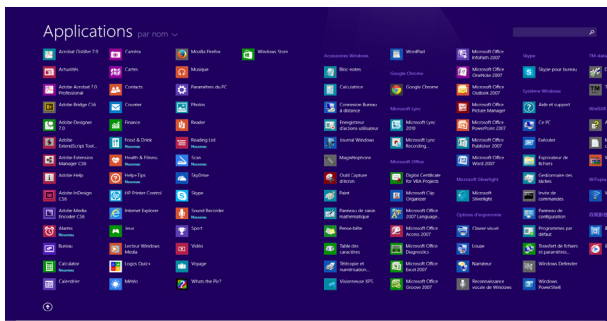 Applications par nom
Acrobat Distiller 7.0
Actualités
Adobe Acrobat 7.0
Professional
Adobe Bridge CS6
Adobe Designer
7.0
Adobe
ExtendScript Tool...
Adobe Extension
Manager CS6
Adobe Help
Adobe InDesign
CS6
Adobe Media
Encoder CS6
Alarms
Nouveau
Bureau
Calculatrice
Nouveau
Calendrier
Caméra
Cartes
Contacts
Courrier
Finance
Food & Drink
Nouveau
Health & Fitness
Nouveau
Help+Tips
Nouveau
HP Printer Control
Internet Explorer
Jeux
Lecteur Windows
Media
Logos Quiz+
Météo
Mozilla Firefox
Musique
Paramètres du PC
Photos
Reader
Reading List
Nouveau
Scan
Nouveau
SkyDrive
Skype
Sound Recorder
Nouveau
Sport
Vidéo
Voyage
Whats the Pic?
Windows Store
Accessoires Windows
Bloc-notes
Calculatrice
Connexion Bureau
à distance
Enregistreur
d'actions utilisateur
Journal Windows
Magnétophone
Outil Capture
d'écran
Paint
Panneau de saisie
mathématique
Pense-bête
Table des
caractères
Télécopie et
numérisation...
Visionneuse XPS
WordPad
Google Chrome
Google Chrome
Microsoft Lync
Microsoft Lync
2010
Microsoft Lync
Recording...
Microsoft Office
Digital Certificate
for VBA Projects
Microsoft Clip
Organizer
Microsoft Office
2007 Language...
Microsoft Office
Access 2007
Microsoft Office
Diagnostics
Microsoft Office
Excel 2007
Microsoft Office
Groove 2007
Microsoft Office
InfoPath 2007
Microsoft Office
OneNote 2007
Microsoft Office
Outlook 2007
Microsoft Office
Picture Manager
Microsoft Office
PowerPoint 2007
Microsoft Office
Publisher 2007
Microsoft Office
Word 2007
Microsoft Silverlight
Microsoft
Silverlight
Options d'ergonomie
Clavier visuel
Loupe
Narrateur
Reconnaissance
vocale de Windows
Skype
Skype pour bureau
Système Windows
Aide et support
Ce PC
Exécuter
Explorateur de
fichiers
Gestionnaire des
tâches
Invite de
commandes
Panneau de
configuration
Programmes par
défaut
Transfert de fichiers
et paramètres...
Windows Defender
Windows
PowerShell